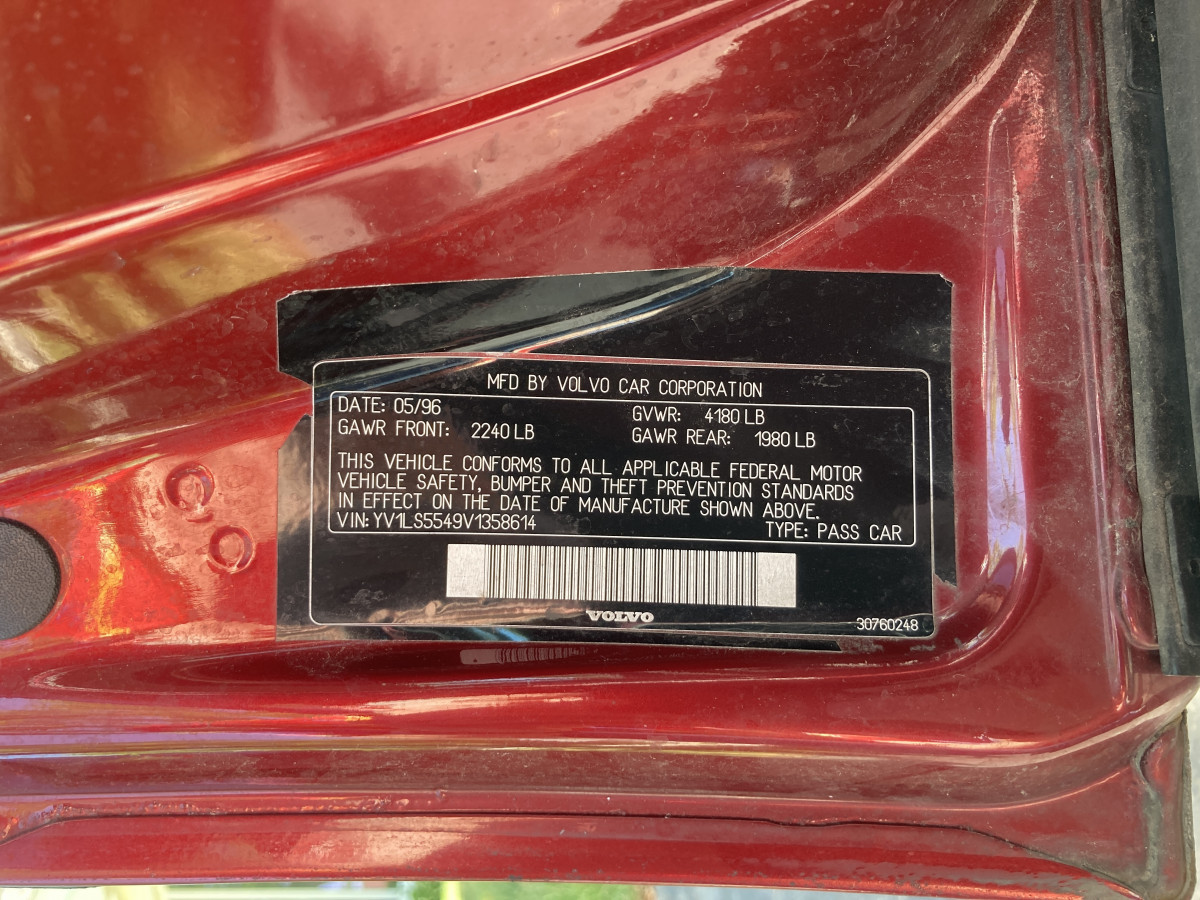 MFD BY VOLVO CAR CORPORATION
DATE: 05/96 GVWR: 4180 LB
GAWR FRONT: 2240 LB GAWR REAR: 1980 LB
THIS VEHICLE CONFORMS TO ALL APPLICABLE FEDERAL MOTOR
VEHICLE SAFETY, BUMPER AND THEFT PREVENTION STANDARDS
IN EFFECT ON THE DATE OF MANUFACTURE SHOWN ABOVE.
VIN: YV1LS5549V1358614 TYPE: PASS CAR
VOLVO
30760248